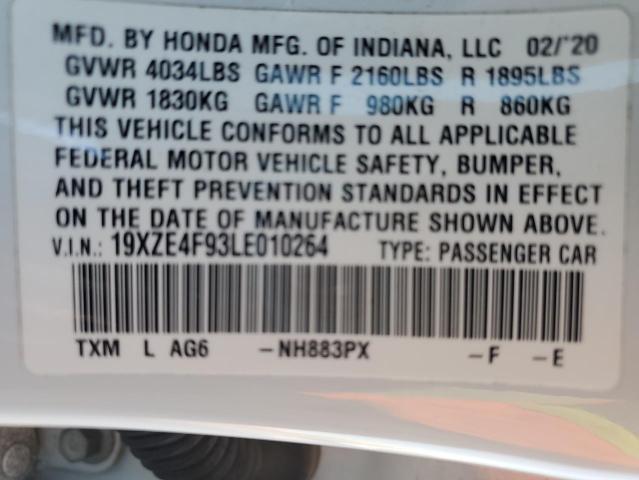 MFD. BY HONDA MFG. OF INDIANA, LLC 02/'20
GVWR 4034LBS GAWR F 2160LBS R 1895LBS
GVWR 1830KG GAWR F 980KG R 860KG
THIS VEHICLE CONFORMS TO ALL APPLICABLE
FEDERAL MOTOR VEHICLE SAFETY, BUMPER,
AND THEFT PREVENTION STANDARDS IN EFFECT
ON THE DATE OF MANUFACTURE SHOWN ABOVE.
V.I.N.: 19XZE4F93LE010264 TYPE: PASSENGER CAR
TXM L AG6 -NH883PX -F -E